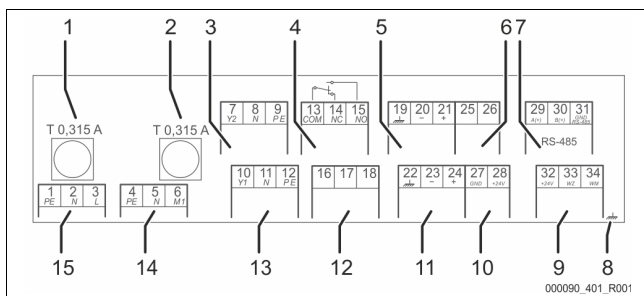 1 2 3 4 5 6 7
T 0,315 A T 0,315 A
7 8 9 13 14 15 19 20 21 25 26 29 30 31
Y2 N PE COM NC NO − + A(+) B(+) GND RS-485
RS-485
10 11 12 16 17 18 22 23 24 27 28 32 33 34
Y1 N PE − + GND +24V +24V WZ WM
1 2 3 4 5 6
PE N L PE N M1
15 14 13 12 11 10 9 8
000090_401_R001